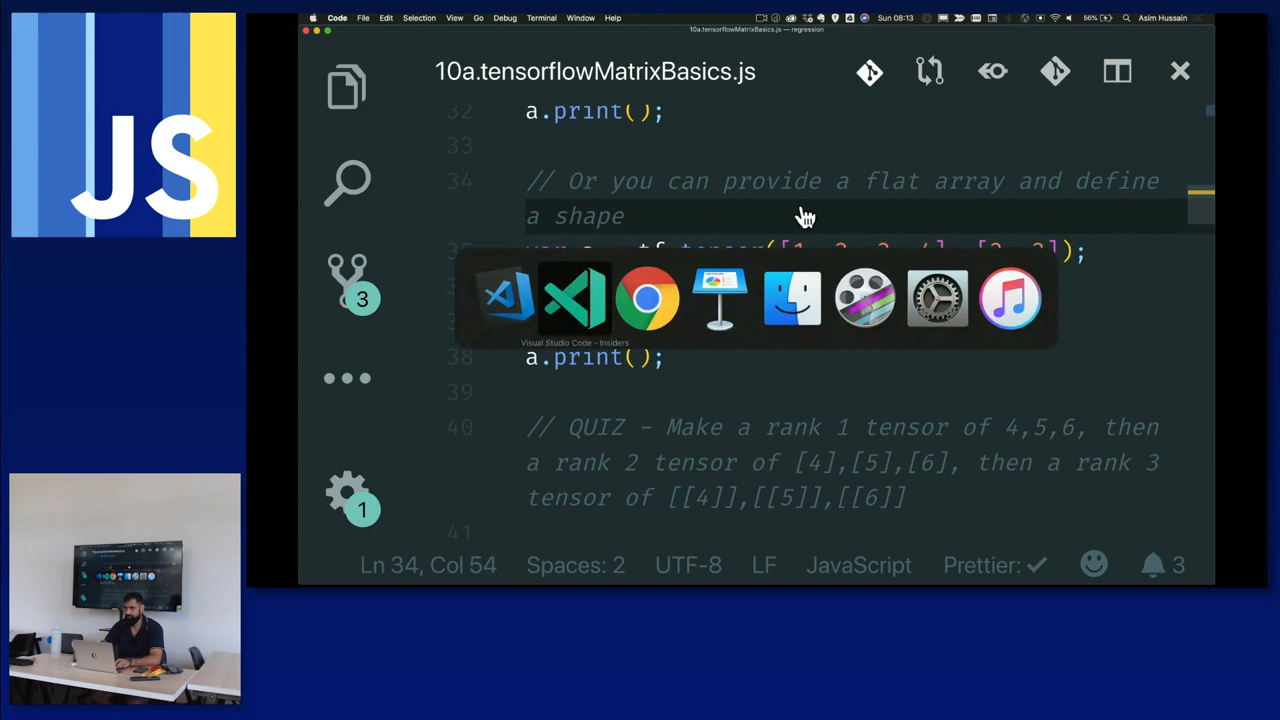 Code File Edit Selection View Go Debug Terminal Window Help Sun 08:13 56% Asim Hussain
10a.tensorflowMatrixBasics.js — regression
10a.tensorflowMatrixBasics.js
32 a.print();
33
34 // Or you can provide a flat array and define
a shape
Visual Studio Code - Insiders
38 a.print();
39
40 // QUIZ - Make a rank 1 tensor of 4,5,6, then
a rank 2 tensor of [4],[5],[6], then a rank 3
tensor of [[4]],[[5]],[[6]]
41
Ln 34, Col 54 Spaces: 2 UTF-8 LF JavaScript Prettier: ✓ 3
3
1
JS